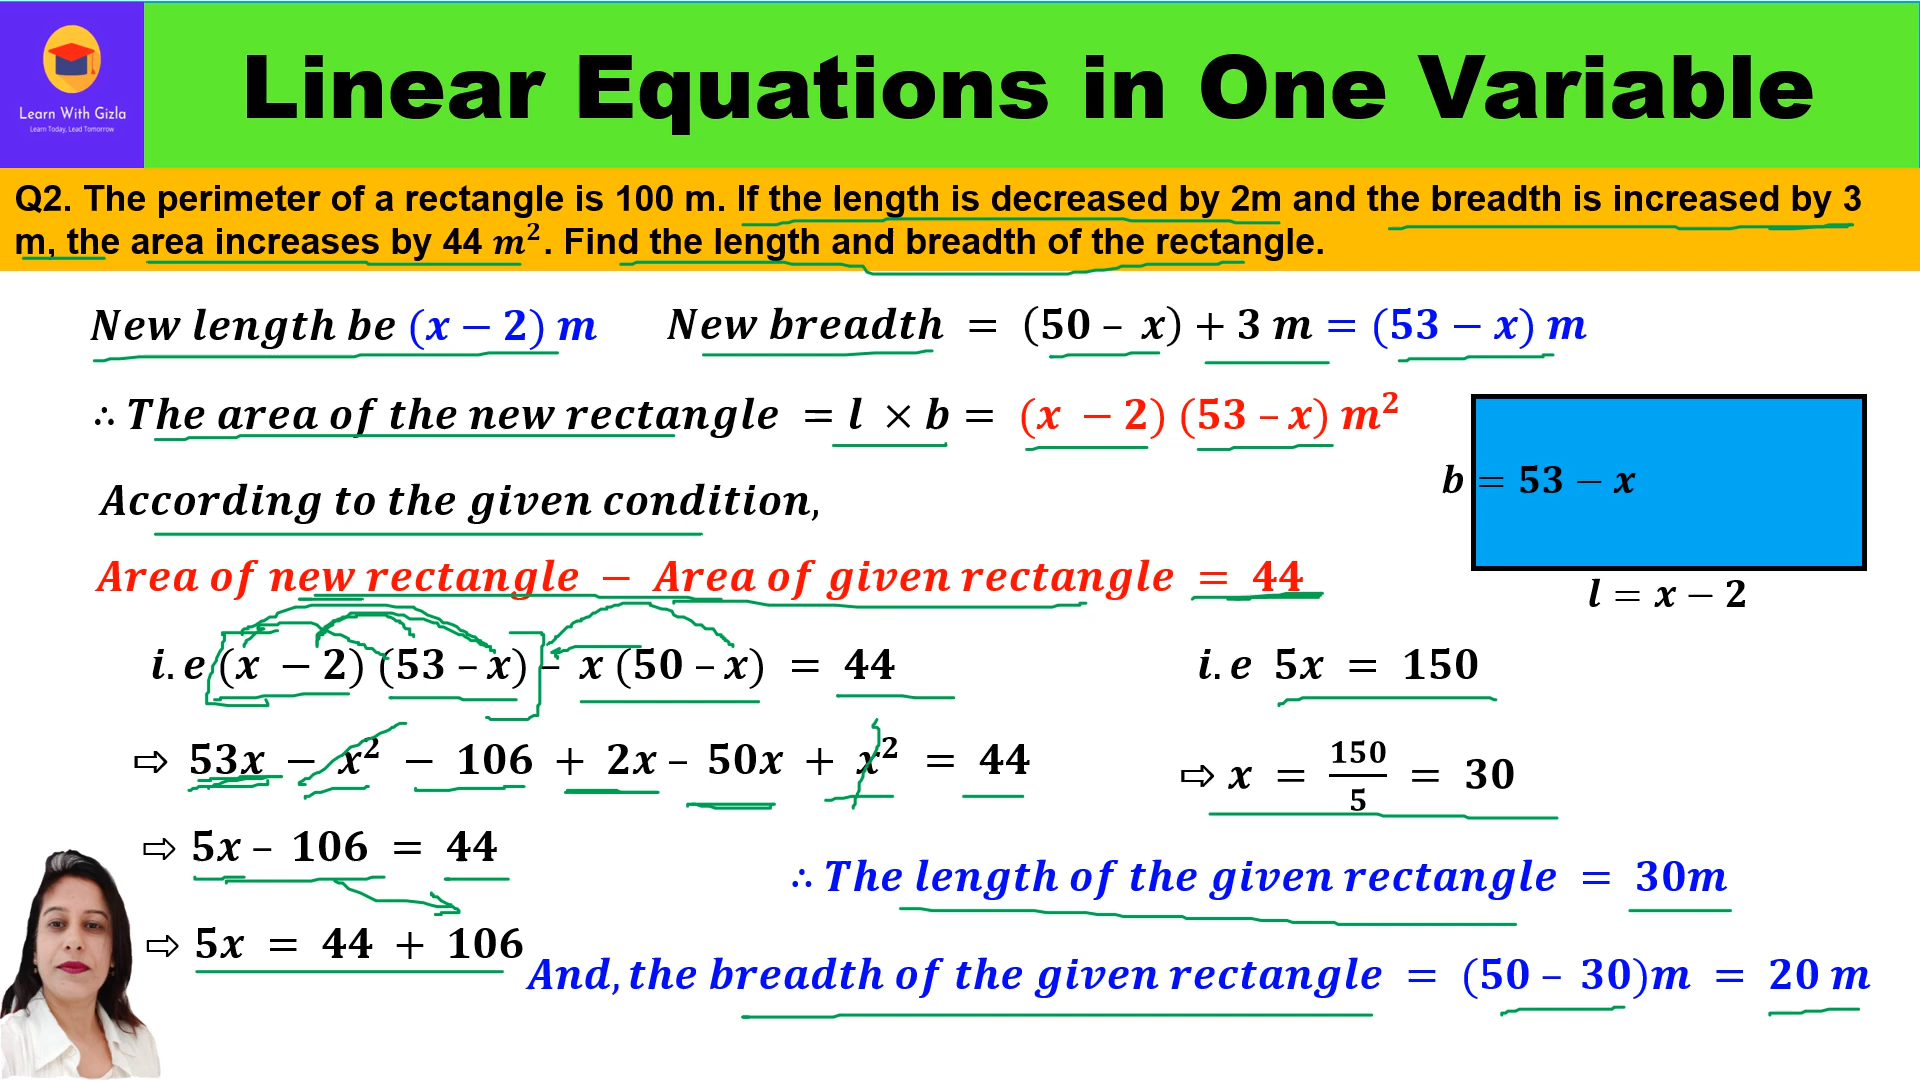 Learn With Gizla
Learn Today, Lead Tomorrow
Linear Equations in One Variable
Q2. The perimeter of a rectangle is 100 m. If the length is decreased by 2m and the breadth is increased by 3
m, the area increases by 44 m². Find the length and breadth of the rectangle.
New length be (x − 2) m
New breadth = (50 – x) + 3 m = (53 − x) m
∴ The area of the new rectangle = l × b = (x − 2) (53 – x) m²
According to the given condition,
b = 53 − x
l = x − 2
Area of new rectangle − Area of given rectangle = 44
i.e (x − 2) (53 – x) – x (50 – x) = 44
⇨ 53x − x² − 106 + 2x – 50x + x² = 44
⇨ 5x – 106 = 44
⇨ 5x = 44 + 106
i.e 5x = 150
⇨ x = 150/5 = 30
∴ The length of the given rectangle = 30m
And, the breadth of the given rectangle = (50 – 30)m = 20 m